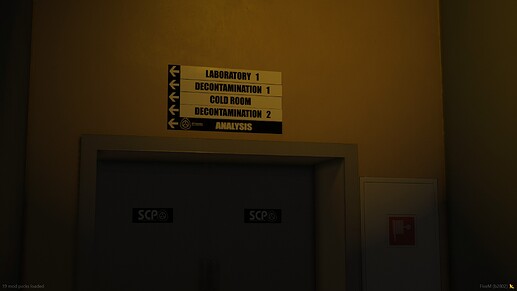 LABORATORY 1
DECONTAMINATION 1
COLD ROOM
DECONTAMINATION 2
ANALYSIS
SCP
SCP